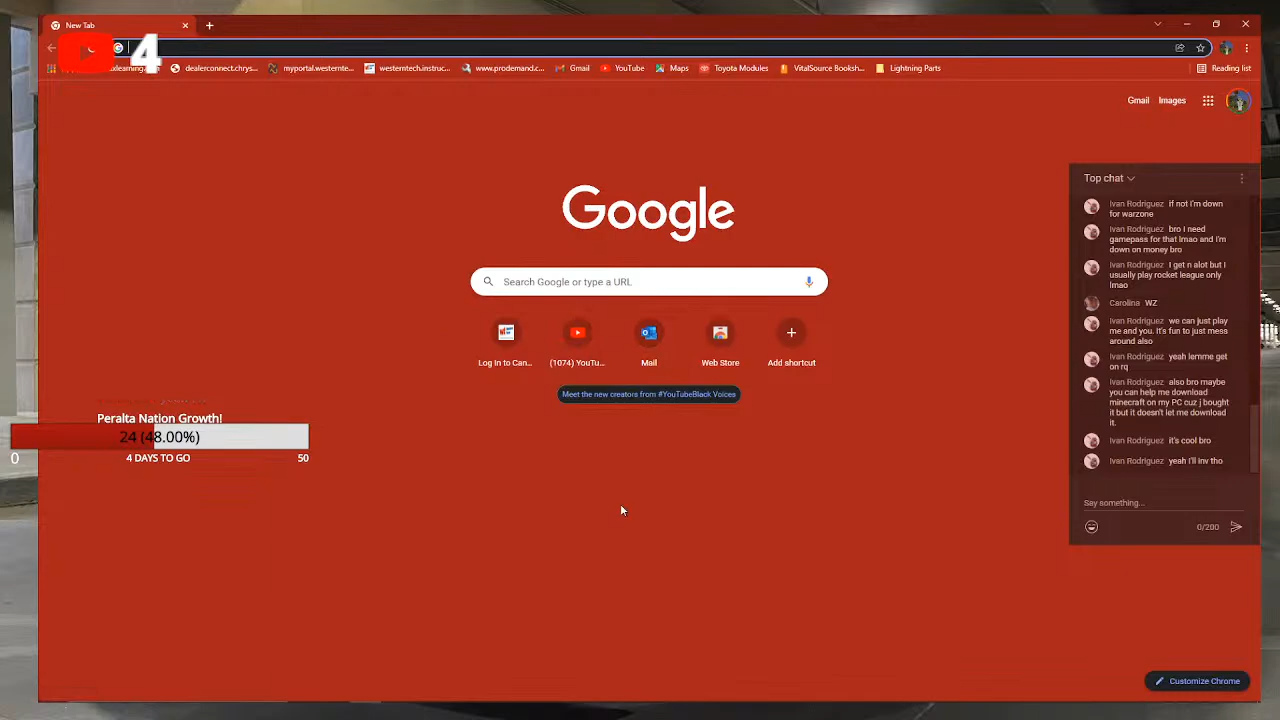 New Tab
4
xlearning.
dealerconnect.chrys...
myportal.westernte...
westerntech.instruc...
www.prodemand.c...
Gmail
YouTube
Maps
Toyota Modules
VitalSource Booksh...
Lightning Parts
Reading list
Gmail
Images
Google
Search Google or type a URL
Log In to Can...
(1074) YouTu...
Mail
Web Store
Add shortcut
Meet the new creators from #YouTubeBlack Voices
Peralta Nation Growth!
24 (48.00%)
0
4 DAYS TO GO
50
Top chat
Ivan Rodriguez if not I'm down
for warzone
Ivan Rodriguez bro I need
gamepass for that lmao and I'm
down on money bro
Ivan Rodriguez I get n alot but I
usually play rocket league only
lmao
Carolina WZ
Ivan Rodriguez we can just play
me and you. it's fun to just mess
around also
Ivan Rodriguez yeah lemme get
on rq
Ivan Rodriguez also bro maybe
you can help me download
minecraft on my PC cuz j bought
it but it doesn't let me download
it.
Ivan Rodriguez it's cool bro
Ivan Rodriguez yeah I'll inv tho
Say something...
0/200
Customize Chrome